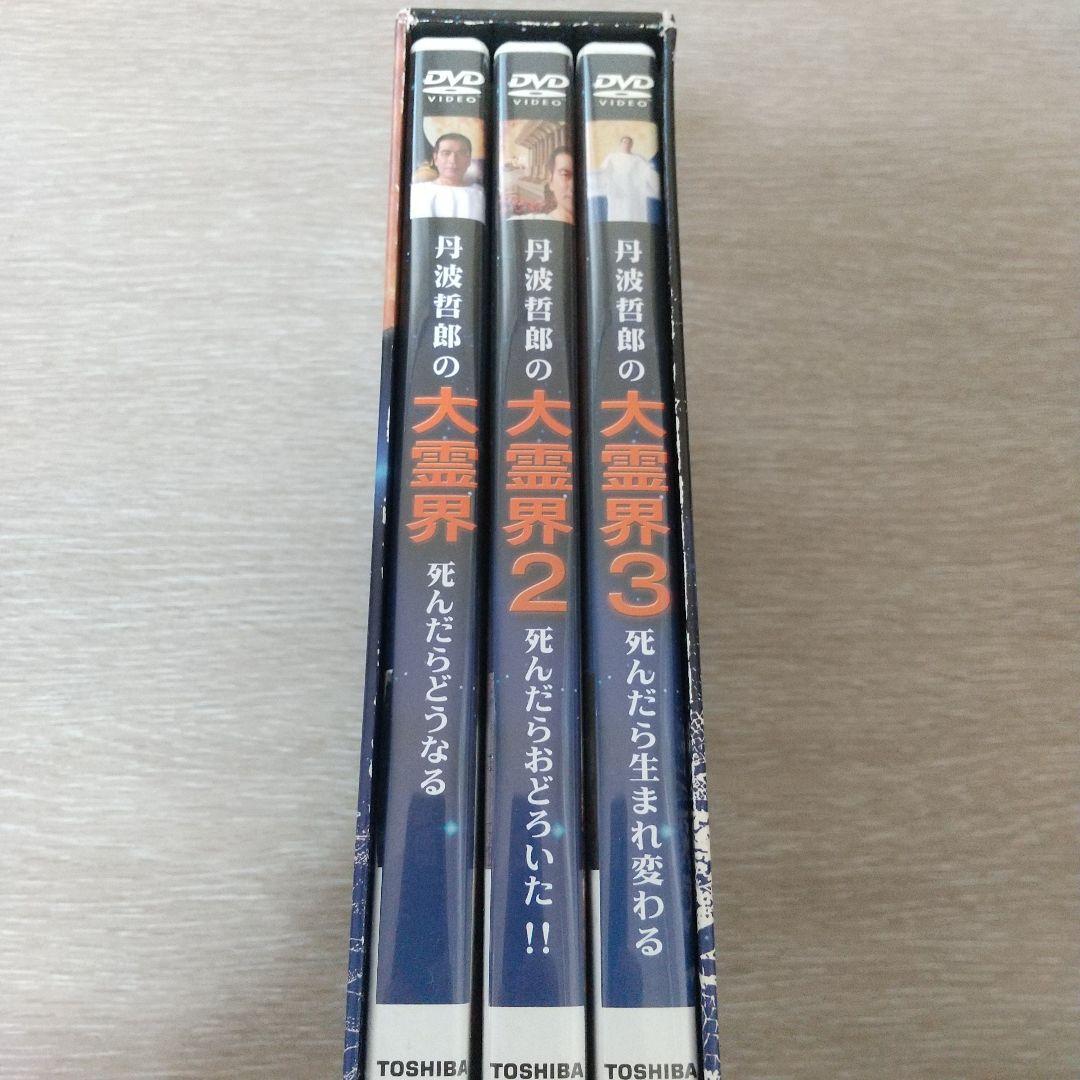 DVD
VIDEO
丹波哲郎の
大霊界
死んだらどうなる
TOSHIBA
DVD
VIDEO
丹波哲郎の
大霊界2
死んだらおどろいた!!
TOSHIBA
DVD
VIDEO
丹波哲郎の
大霊界3
死んだら生まれ変わる
TOSHIBA